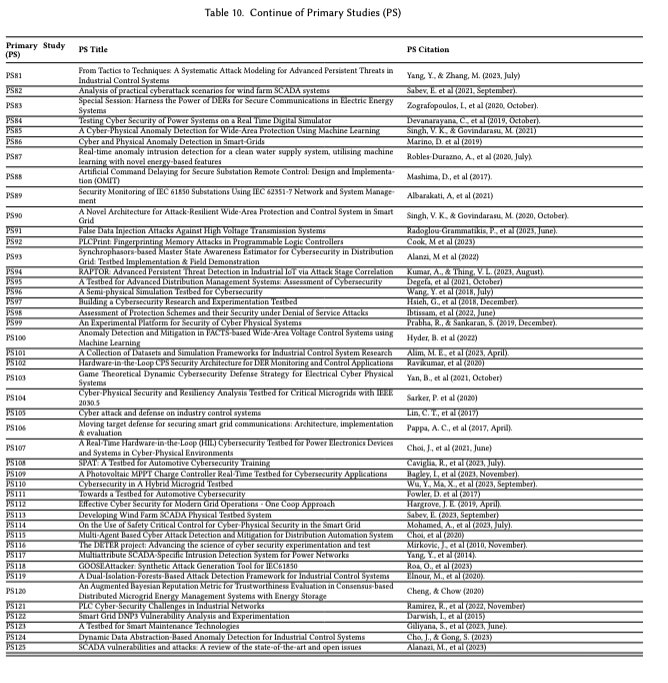 Table 10. Continue of Primary Studies (PS)
Primary Study (PS) PS Title PS Citation
PS81 From Tactics to Techniques: A Systematic Attack Modeling for Advanced Persistent Threats in Industrial Control Systems Yang, Y., & Zhang, M. (2023, July)
PS82 Analysis of practical cyberattack scenarios for wind farm SCADA systems Sabev, E. et al (2021, September).
PS83 Special Session: Harness the Power of DERs for Secure Communications in Electric Energy Systems Zografopoulos, I., et al (2020, October).
PS84 Testing Cyber Security of Power Systems on a Real Time Digital Simulator Devanarayana, C., et al (2019, October).
PS85 A Cyber-Physical Anomaly Detection for Wide-Area Protection Using Machine Learning Singh, V. K., & Govindarasu, M. (2021)
PS86 Cyber and Physical Anomaly Detection in Smart-Grids Marino, D. et al (2019)
PS87 Real-time anomaly intrusion detection for a clean water supply system, utilising machine learning with novel energy-based features Robles-Durazno, A., et al (2020, July).
PS88 Artificial Command Delaying for Secure Substation Remote Control: Design and Implementation (OMIT) Mashima, D., et al (2017).
PS89 Security Monitoring of IEC 61850 Substations Using IEC 62351-7 Network and System Management Albarakati, A, et al (2021)
PS90 A Novel Architecture for Attack-Resilient Wide-Area Protection and Control System in Smart Grid Singh, V. K., & Govindarasu, M. (2020, October).
PS91 False Data Injection Attacks Against High Voltage Transmission Systems Radoglou-Grammatikis, P., et al (2023, June).
PS92 PLCPrint: Fingerprinting Memory Attacks in Programmable Logic Controllers Cook, M et al (2023)
PS93 Synchrophasors-based Master State Awareness Estimator for Cybersecurity in Distribution Grid: Testbed Implementation & Field Demonstration Alanzi, M et al (2022)
PS94 RAPTOR: Advanced Persistent Threat Detection in Industrial IoT via Attack Stage Correlation Kumar, A., & Thing, V. L. (2023, August).
PS95 A Testbed for Advanced Distribution Management Systems: Assessment of Cybersecurity Degefa, et al (2021, October)
PS96 A Semi-physical Simulation Testbed for Cybersecurity Wang, Y. et al (2018, July)
PS97 Building a Cybersecurity Research and Experimentation Testbed Hsieh, G., et al (2018, December).
PS98 Assessment of Protection Schemes and their Security under Denial of Service Attacks Ibtissam, et al (2022, June)
PS99 An Experimental Platform for Security of Cyber Physical Systems Prabha, R., & Sankaran, S. (2019, December).
PS100 Anomaly Detection and Mitigation in FACTS-based Wide-Area Voltage Control Systems using Machine Learning Hyder, B. et al (2022)
PS101 A Collection of Datasets and Simulation Frameworks for Industrial Control System Research Alim, M. E., et al (2023, April).
PS102 Hardware-in-the-Loop CPS Security Architecture for DER Monitoring and Control Applications Ravikumar, et al (2020)
PS103 Game Theoretical Dynamic Cybersecurity Defense Strategy for Electrical Cyber Physical Systems Yan, B., et al (2021, October)
PS104 Cyber-Physical Security and Resiliency Analysis Testbed for Critical Microgrids with IEEE 2030.5 Sarker, P. et al (2020)
PS105 Cyber attack and defense on industry control systems Lin, C. T., et al (2017)
PS106 Moving target defense for securing smart grid communications: Architecture, implementation & evaluation Pappa, A. C., et al (2017, April).
PS107 A Real-Time Hardware-in-the-Loop (HIL) Cybersecurity Testbed for Power Electronics Devices and Systems in Cyber-Physical Environments Choi, J., et al (2021, June)
PS108 SPAT: A Testbed for Automotive Cybersecurity Training Caviglia, R., et al (2023, July).
PS109 A Photovoltaic MPPT Charge Controller Real-Time Testbed for Cybersecurity Applications Bagley, I., et al (2023, November).
PS110 Cybersecurity in A Hybrid Microgrid Testbed Wu, Y., Ma, X., et al (2023, September).
PS111 Towards a Testbed for Automotive Cybersecurity Fowler, D. et al (2017)
PS112 Effective Cyber Security for Modern Grid Operations - One Coop Approach Hargrove, J. E. (2019, April).
PS113 Developing Wind Farm SCADA Physical Testbed System Sabev, E. (2023, September)
PS114 On the Use of Safety Critical Control for Cyber-Physical Security in the Smart Grid Mohamed, A., et al (2023, July).
PS115 Multi-Agent Based Cyber Attack Detection and Mitigation for Distribution Automation System Choi, et al (2020)
PS116 The DETER project: Advancing the science of cyber security experimentation and test Mirkovic, J., et al (2010, November).
PS117 Multiattribute SCADA-Specific Intrusion Detection System for Power Networks Yang, Y., et al (2014).
PS118 GOOSEAttacker: Synthetic Attack Generation Tool for IEC61850 Roa, O., et al (2023)
PS119 A Dual-Isolation-Forests-Based Attack Detection Framework for Industrial Control Systems Elnour, M., et al (2020).
PS120 An Augmented Bayesian Reputation Metric for Trustworthiness Evaluation in Consensus-based Distributed Microgrid Energy Management Systems with Energy Storage Cheng, & Chow (2020)
PS121 PLC Cyber-Security Challenges in Industrial Networks Ramirez, R., et al (2022, November)
PS122 Smart Grid DNP3 Vulnerability Analysis and Experimentation Darwish, I., et al (2015)
PS123 A Testbed for Smart Maintenance Technologies Giliyana, S., et al (2023, June).
PS124 Dynamic Data Abstraction-Based Anomaly Detection for Industrial Control Systems Cho, J., & Gong, S. (2023)
PS125 SCADA vulnerabilities and attacks: A review of the state-of-the-art and open issues Alanazi, M., et al (2023)